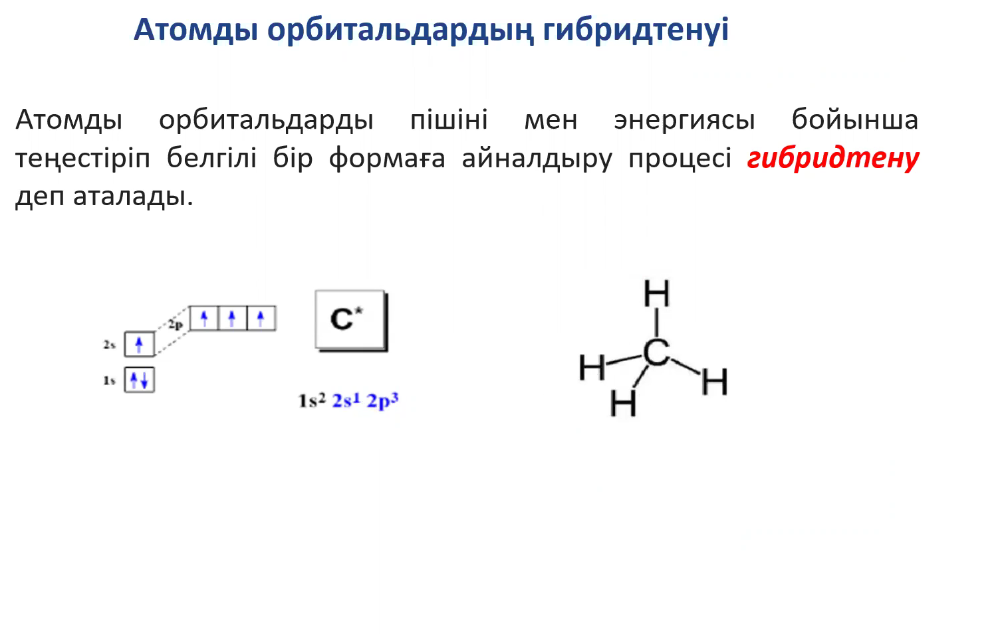 Атомды орбитальдардың гибридтенуі
Атомды орбитальдарды пішіні мен энергиясы бойынша
теңестіріп белгілі бір формаға айналдыру процесі гибридтену
деп аталады.
2p
2s
1s
C*
1s² 2s¹ 2p³
H
C
H
H
H